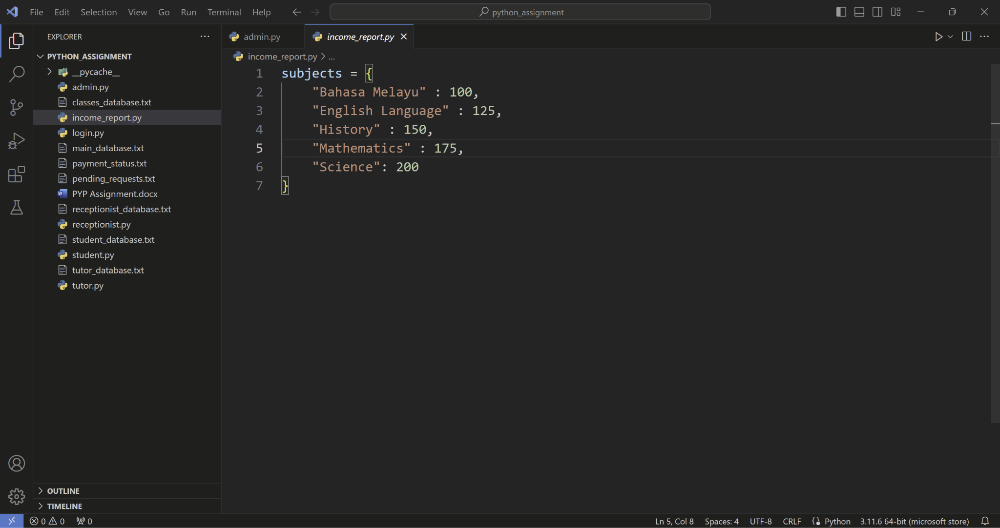 File Edit Selection View Go Run Terminal Help
python_assignment
EXPLORER
admin.py
income_report.py
PYTHON_ASSIGNMENT
__pycache__
admin.py
classes_database.txt
income_report.py
login.py
main_database.txt
payment_status.txt
pending_requests.txt
PYP Assignment.docx
receptionist_database.txt
receptionist.py
student_database.txt
student.py
tutor_database.txt
tutor.py
OUTLINE
TIMELINE
income_report.py > ...
1 subjects = {
2 "Bahasa Melayu" : 100,
3 "English Language" : 125,
4 "History" : 150,
5 "Mathematics" : 175,
6 "Science": 200
7 }
0 0 0 Ln 5, Col 8 Spaces: 4 UTF-8 CRLF Python 3.11.6 64-bit (microsoft store)